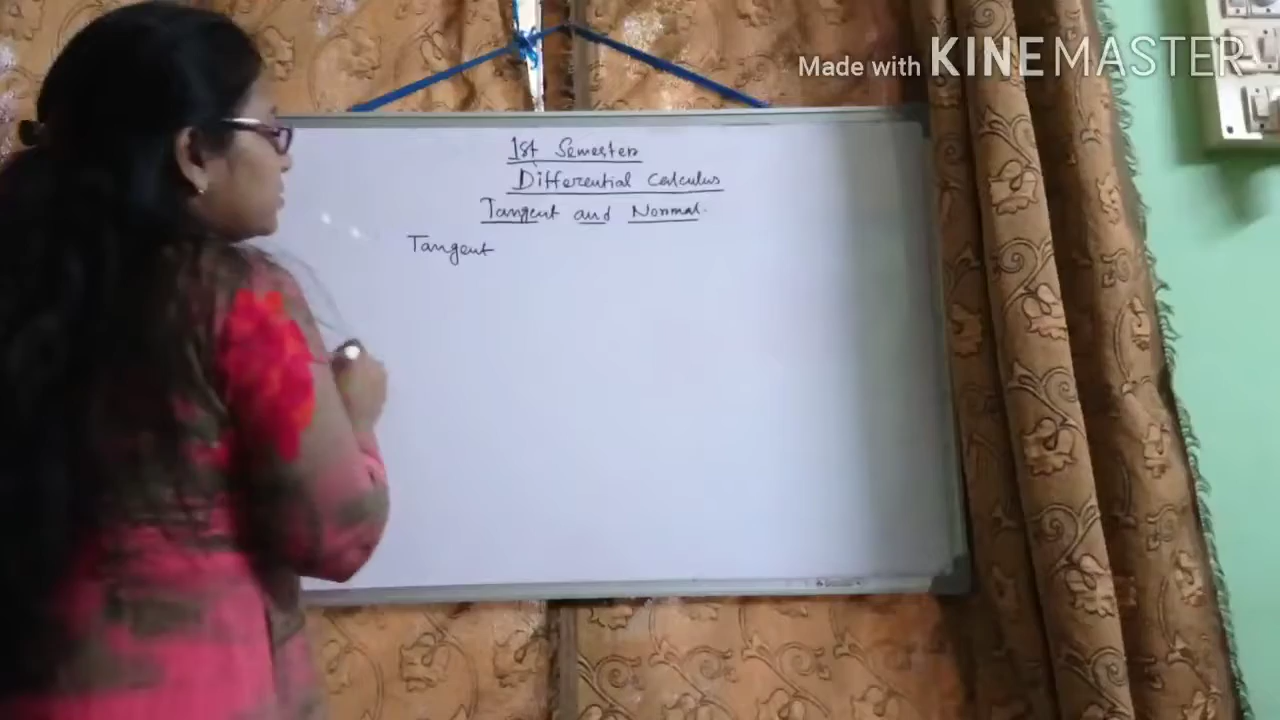 Made with KINEMASTER
1st Semester
Differential Calculus
Tangent and Normal.
Tangent